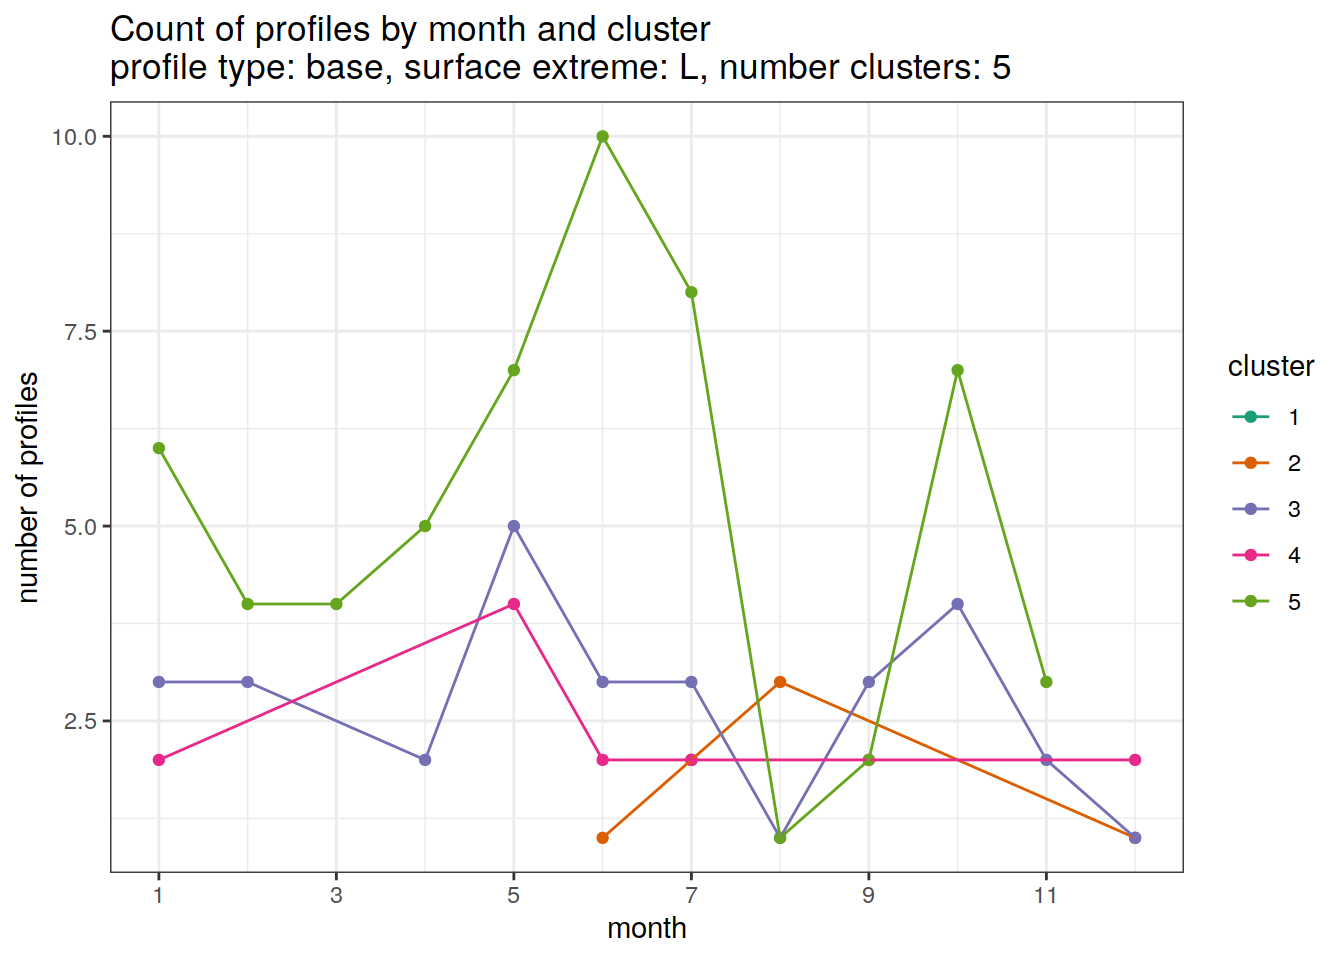 Count of profiles by month and cluster
profile type: base, surface extreme: L, number clusters: 5
10.0
7.5
5.0
2.5
number of profiles
1 3 5 7 9 11
month
cluster
1
2
3
4
5